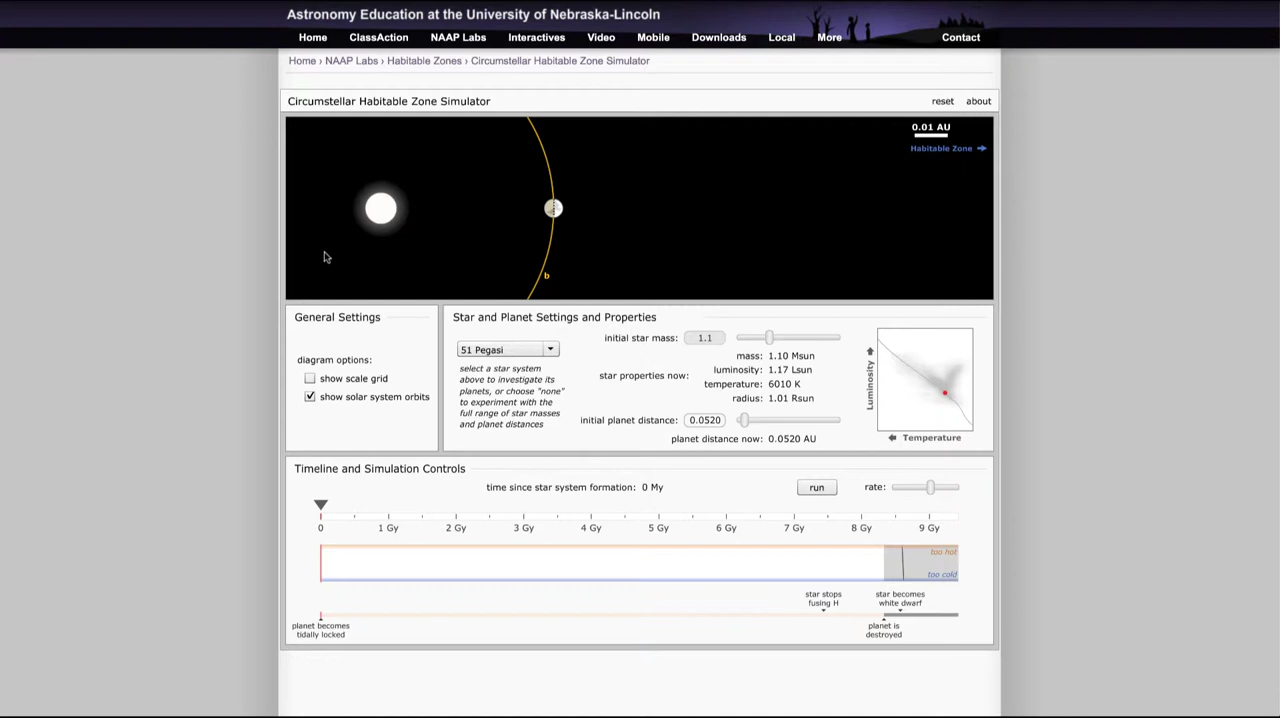 Astronomy Education at the University of Nebraska-Lincoln
Home ClassAction NAAP Labs Interactives Video Mobile Downloads Local More Contact
Home › NAAP Labs › Habitable Zones › Circumstellar Habitable Zone Simulator
Circumstellar Habitable Zone Simulator reset about
0.01 AU
Habitable Zone
b
General Settings
diagram options:
show scale grid
show solar system orbits
Star and Planet Settings and Properties
51 Pegasi
select a star system
above to investigate its
planets, or choose "none"
to experiment with the
full range of star masses
and planet distances
initial star mass: 1.1
star properties now:
mass: 1.10 Msun
luminosity: 1.17 Lsun
temperature: 6010 K
radius: 1.01 Rsun
initial planet distance: 0.0520
planet distance now: 0.0520 AU
Luminosity
Temperature
Timeline and Simulation Controls
time since star system formation: 0 My
run
rate:
0 1 Gy 2 Gy 3 Gy 4 Gy 5 Gy 6 Gy 7 Gy 8 Gy 9 Gy
too hot
too cold
star stops
fusing H
star becomes
white dwarf
planet becomes
tidally locked
planet is
destroyed